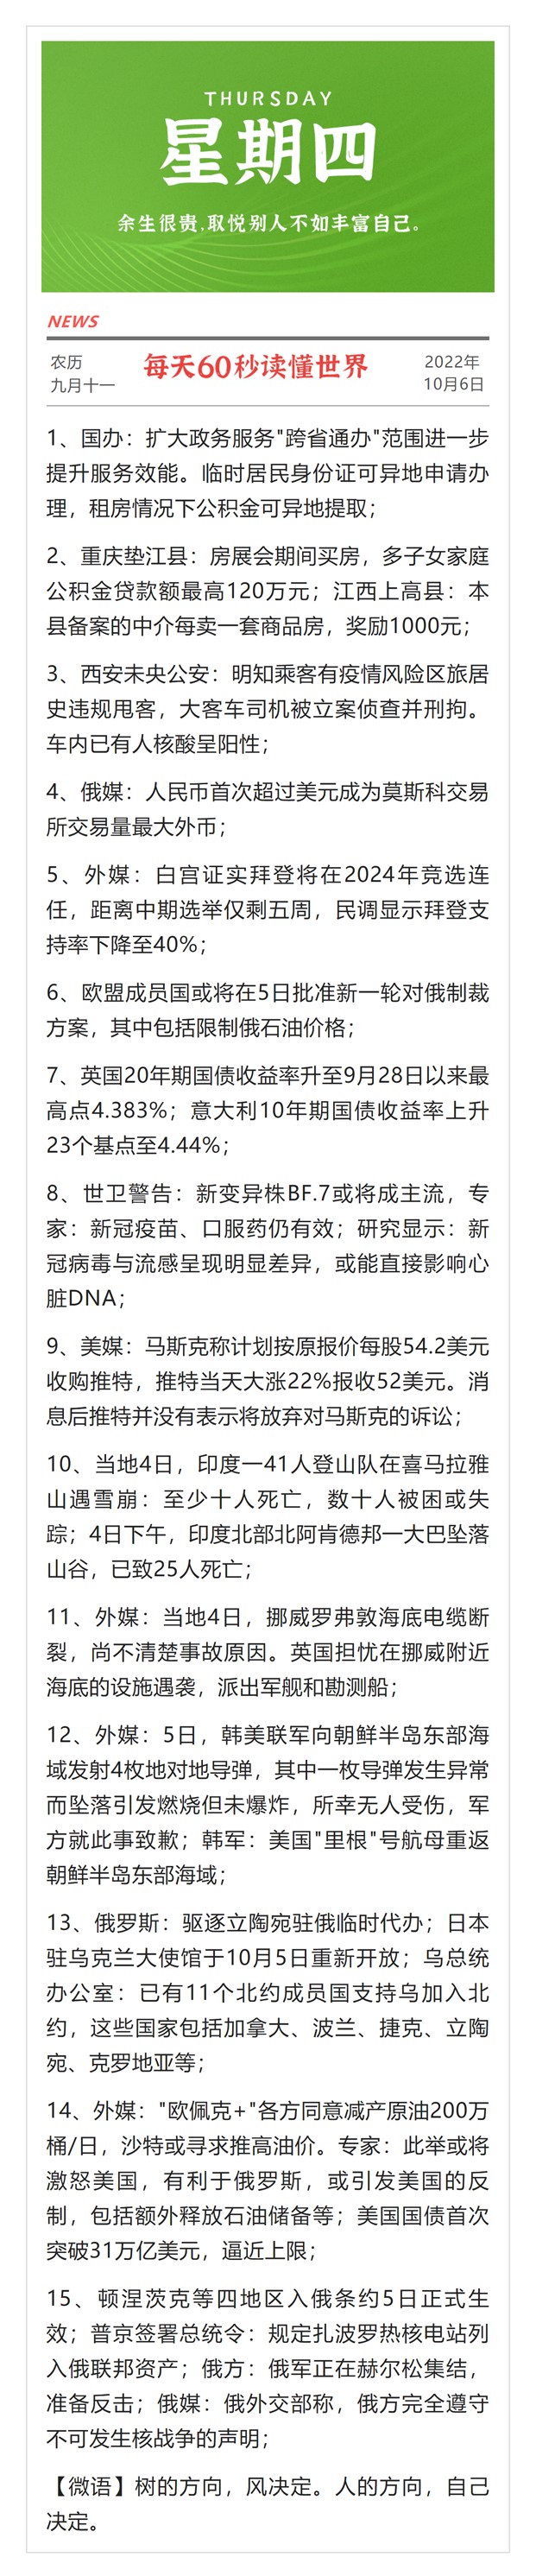 THURSDAY
星期四
余生很贵,取悦别人不如丰富自己。
NEWS
农历
九月十一
每天60秒读懂世界
2022年
10月6日
1、国办：扩大政务服务"跨省通办"范围进一步
提升服务效能。临时居民身份证可异地申请办
理，租房情况下公积金可异地提取；
2、重庆垫江县：房展会期间买房，多子女家庭
公积金贷款额最高120万元；江西上高县：本
县备案的中介每卖一套商品房，奖励1000元；
3、西安未央公安：明知乘客有疫情风险区旅居
史违规甩客，大客车司机被立案侦查并刑拘。
车内已有人核酸呈阳性；
4、俄媒：人民币首次超过美元成为莫斯科交易
所交易量最大外币；
5、外媒：白宫证实拜登将在2024年竞选连
任，距离中期选举仅剩五周，民调显示拜登支
持率下降至40%；
6、欧盟成员国或将在5日批准新一轮对俄制裁
方案，其中包括限制俄石油价格；
7、英国20年期国债收益率升至9月28日以来最
高点4.383%；意大利10年期国债收益率上升
23个基点至4.44%；
8、世卫警告：新变异株BF.7或将成主流，专
家：新冠疫苗、口服药仍有效；研究显示：新
冠病毒与流感呈现明显差异，或能直接影响心
脏DNA；
9、美媒：马斯克称计划按原报价每股54.2美元
收购推特，推特当天大涨22%报收52美元。消
息后推特并没有表示将放弃对马斯克的诉讼；
10、当地4日，印度一41人登山队在喜马拉雅
山遇雪崩：至少十人死亡，数十人被困或失
踪；4日下午，印度北部北阿肯德邦一大巴坠落
山谷，已致25人死亡；
11、外媒：当地4日，挪威罗弗敦海底电缆断
裂，尚不清楚事故原因。英国担忧在挪威附近
海底的设施遇袭，派出军舰和勘测船；
12、外媒：5日，韩美联军向朝鲜半岛东部海
域发射4枚地对地导弹，其中一枚导弹发生异常
而坠落引发燃烧但未爆炸，所幸无人受伤，军
方就此事致歉；韩军：美国"里根"号航母重返
朝鲜半岛东部海域；
13、俄罗斯：驱逐立陶宛驻俄临时代办；日本
驻乌克兰大使馆于10月5日重新开放；乌总统
办公室：已有11个北约成员国支持乌加入北
约，这些国家包括加拿大、波兰、捷克、立陶
宛、克罗地亚等；
14、外媒："欧佩克+"各方同意减产原油200万
桶/日，沙特或寻求推高油价。专家：此举或将
激怒美国，有利于俄罗斯，或引发美国的反
制，包括额外释放石油储备等；美国国债首次
突破31万亿美元，逼近上限；
15、顿涅茨克等四地区入俄条约5日正式生
效；普京签署总统令：规定扎波罗热核电站列
入俄联邦资产；俄方：俄军正在赫尔松集结，
准备反击；俄媒：俄外交部称，俄方完全遵守
不可发生核战争的声明；
【微语】树的方向，风决定。人的方向，自己
决定。